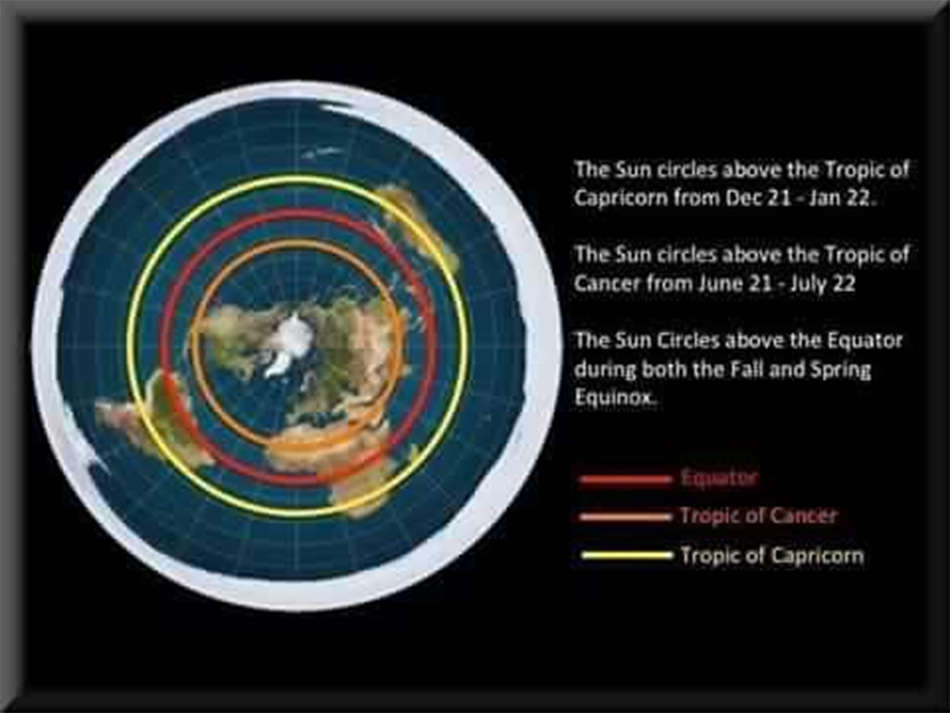 The Sun circles above the Tropic of
Capricorn from Dec 21 - Jan 22.
The Sun circles above the Tropic of
Cancer from June 21 - July 22
The Sun Circles above the Equator
during both the Fall and Spring
Equinox.
Equator
Tropic of Cancer
Tropic of Capricorn